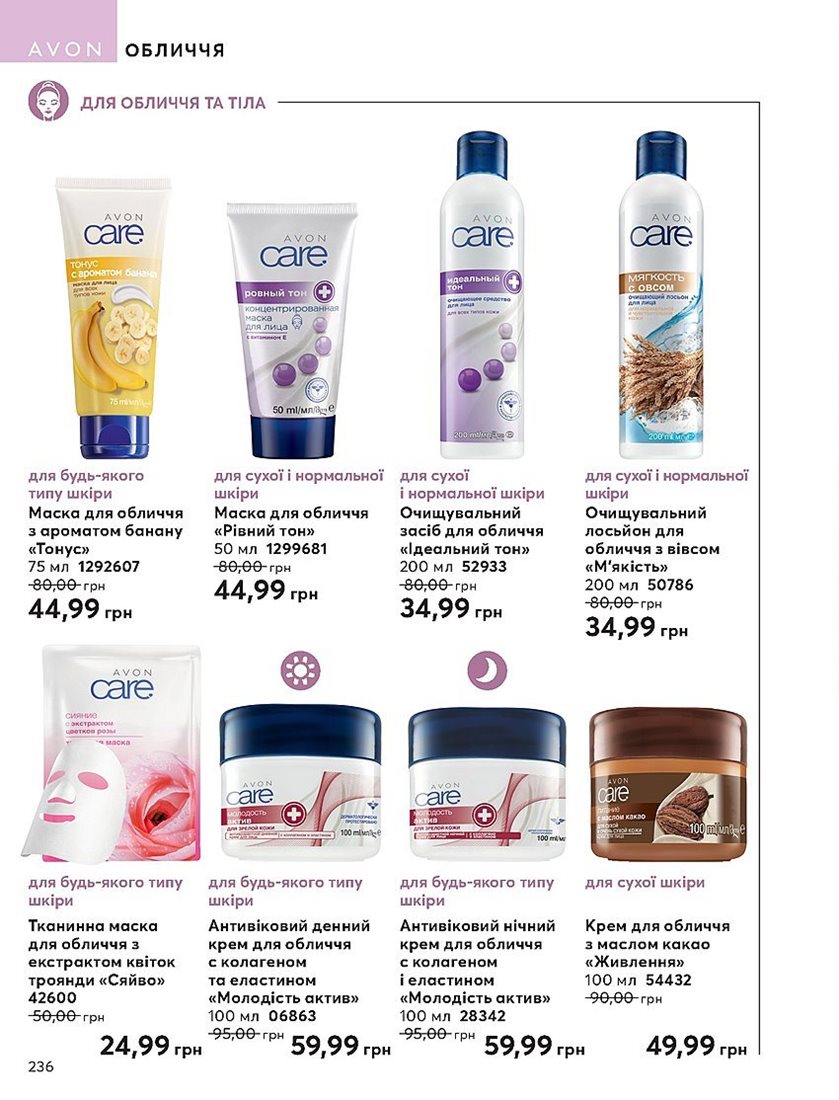 AVON ОБЛИЧЧЯ
ДЛЯ ОБЛИЧЧЯ ТА ТІЛА
AVON
care
ТОНУС
С АРОМАТОМ БАНАНА
МАСКА ДЛЯ ЛИЦА
ДЛЯ ВСЕХ
ТИПОВ КОЖИ
75 ml/мл
AVON
care
РОВНЫЙ ТОН
КОНЦЕНТРИРОВАННАЯ
МАСКА
ДЛЯ ЛИЦА
С ВИТАМИНОМ Е
50 ml/мл
AVON
care
ИДЕАЛЬНЫЙ
ТОН
ОЧИЩАЮЩЕЕ СРЕДСТВО
ДЛЯ ЛИЦА
ДЛЯ ВСЕХ ТИПОВ КОЖИ
200 ml/мл
AVON
care
МЯГКОСТЬ
С ОВСОМ
ОЧИЩАЮЩИЙ ЛОСЬОН
ДЛЯ ЛИЦА
200 мл
для будь-якого
типу шкіри
Маска для обличчя
з ароматом банану
«Тонус»
75 мл 1292607
80,00 грн
44,99 грн
для сухої і нормальної
шкіри
Маска для обличчя
«Рівний тон»
50 мл 1299681
80,00 грн
44,99 грн
для сухої
і нормальної шкіри
Очищувальний
засіб для обличчя
«Ідеальний тон»
200 мл 52933
80,00 грн
34,99 грн
для сухої і нормальної
шкіри
Очищувальний
лосьйон для
обличчя з вівсом
«М'якість»
200 мл 50786
80,00 грн
34,99 грн
AVON
care
СИЯНИЕ
С ЭКСТРАКТОМ
ЦВЕТКОВ РОЗЫ
маска
AVON
care
МОЛОДОСТЬ
АКТИВ
ДЛЯ ЗРЕЛОЙ КОЖИ
ДЕРМАТОЛОГИЧЕСКИ
ПРОТЕСТИРОВАНО
100 ml/мл
AVON
care
МОЛОДОСТЬ
АКТИВ
ДЛЯ ЗРЕЛОЙ КОЖИ
100 мл
AVON
care
ПИТАНИЕ
С МАСЛОМ КАКАО
ДЛЯ СУХОЙ
И ОЧЕНЬ СУХОЙ КОЖИ
100 ml/мл
для будь-якого типу
шкіри
Тканинна маска
для обличчя з
екстрактом квіток
троянди «Сяйво»
42600
50,00 грн
24,99 грн
для будь-якого типу
шкіри
Антивіковий денний
крем для обличчя
с колагеном
та еластином
«Молодість актив»
100 мл 06863
95,00 грн
59,99 грн
для будь-якого типу
шкіри
Антивіковий нічний
крем для обличчя
с колагеном
і еластином
«Молодість актив»
100 мл 28342
95,00 грн
59,99 грн
для сухої шкіри
Крем для обличчя
з маслом какао
«Живлення»
100 мл 54432
90,00 грн
49,99 грн
236